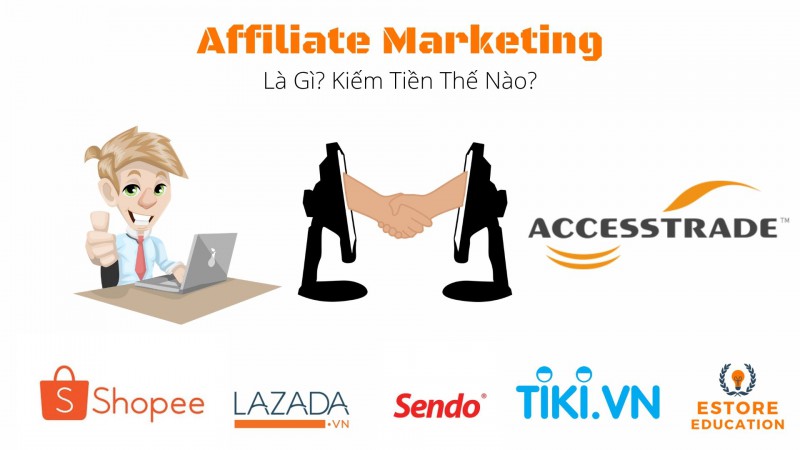 Affiliate Marketing
Là Gì? Kiếm Tiền Thế Nào?
ACCESSTRADE™
S Shopee
LAZADA
.VN
Sendo®
TiKi.VN
ESTORE
EDUCATION